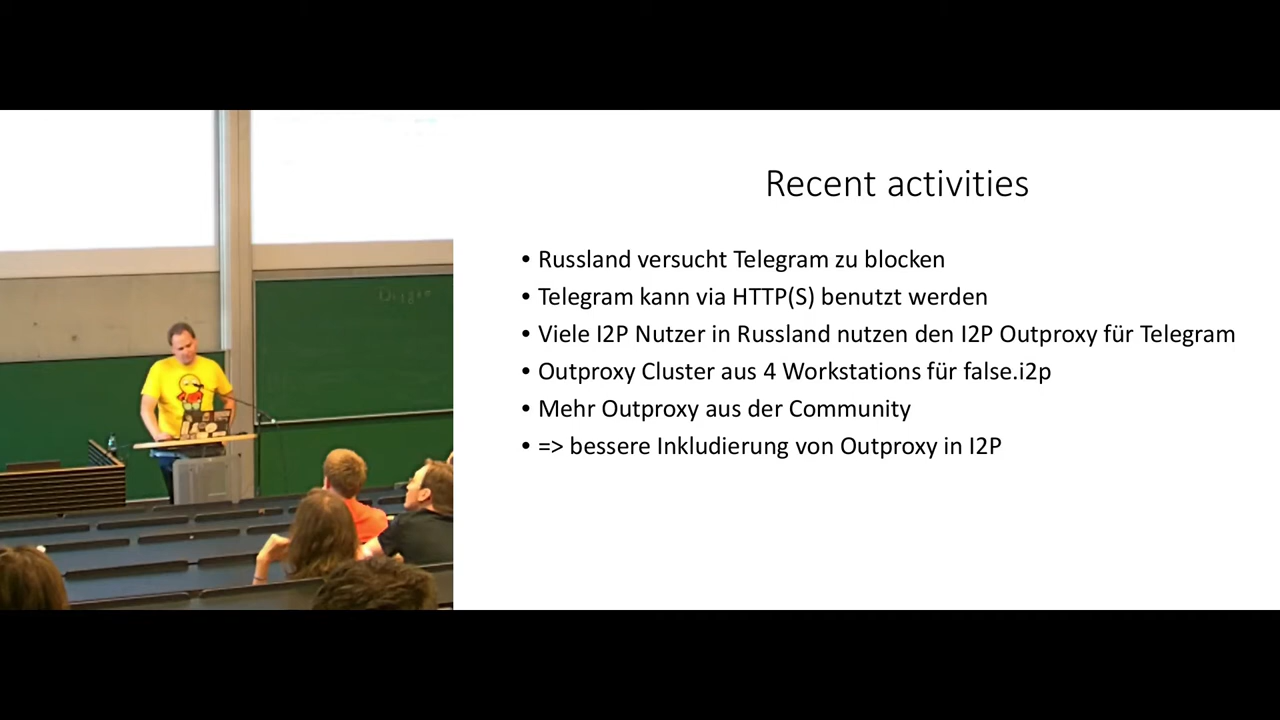 Recent activities
• Russland versucht Telegram zu blocken
• Telegram kann via HTTP(S) benutzt werden
• Viele I2P Nutzer in Russland nutzen den I2P Outproxy für Telegram
• Outproxy Cluster aus 4 Workstations für false.i2p
• Mehr Outproxy aus der Community
• => bessere Inkludierung von Outproxy in I2P